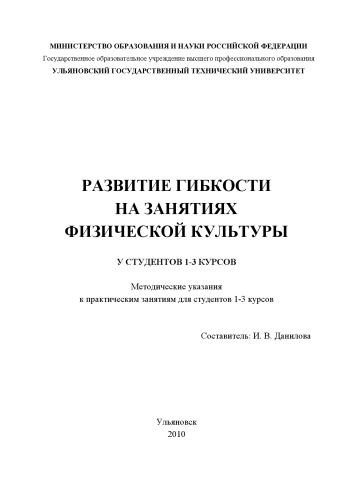 МИНИСТЕРСТВО ОБРАЗОВАНИЯ И НАУКИ РОССИЙСКОЙ ФЕДЕРАЦИИ
Государственное образовательное учреждение высшего профессионального образования
УЛЬЯНОВСКИЙ ГОСУДАРСТВЕННЫЙ ТЕХНИЧЕСКИЙ УНИВЕРСИТЕТ
РАЗВИТИЕ ГИБКОСТИ
НА ЗАНЯТИЯХ
ФИЗИЧЕСКОЙ КУЛЬТУРЫ
У СТУДЕНТОВ 1-3 КУРСОВ
Методические указания
к практическим занятиям для студентов 1-3 курсов
Составитель: И. В. Данилова
Ульяновск
2010